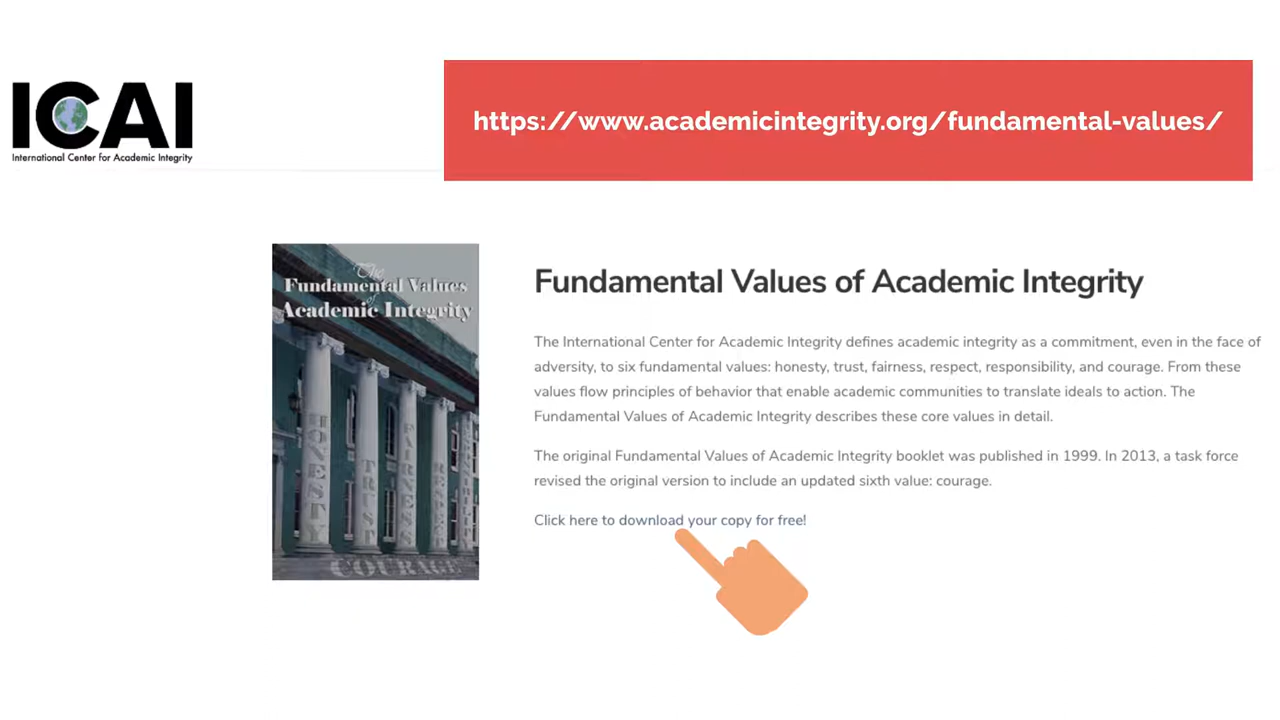 ICAI
International Center for Academic Integrity
https://www.academicintegrity.org/fundamental-values/
The
Fundamental Values
of
Academic Integrity
HONESTY
TRUST
FAIRNESS
RESPECT
RESPONSIBILITY
COURAGE
Fundamental Values of Academic Integrity
The International Center for Academic Integrity defines academic integrity as a commitment, even in the face of
adversity, to six fundamental values: honesty, trust, fairness, respect, responsibility, and courage. From these
values flow principles of behavior that enable academic communities to translate ideals to action. The
Fundamental Values of Academic Integrity describes these core values in detail.
The original Fundamental Values of Academic Integrity booklet was published in 1999. In 2013, a task force
revised the original version to include an updated sixth value: courage.
Click here to download your copy for free!